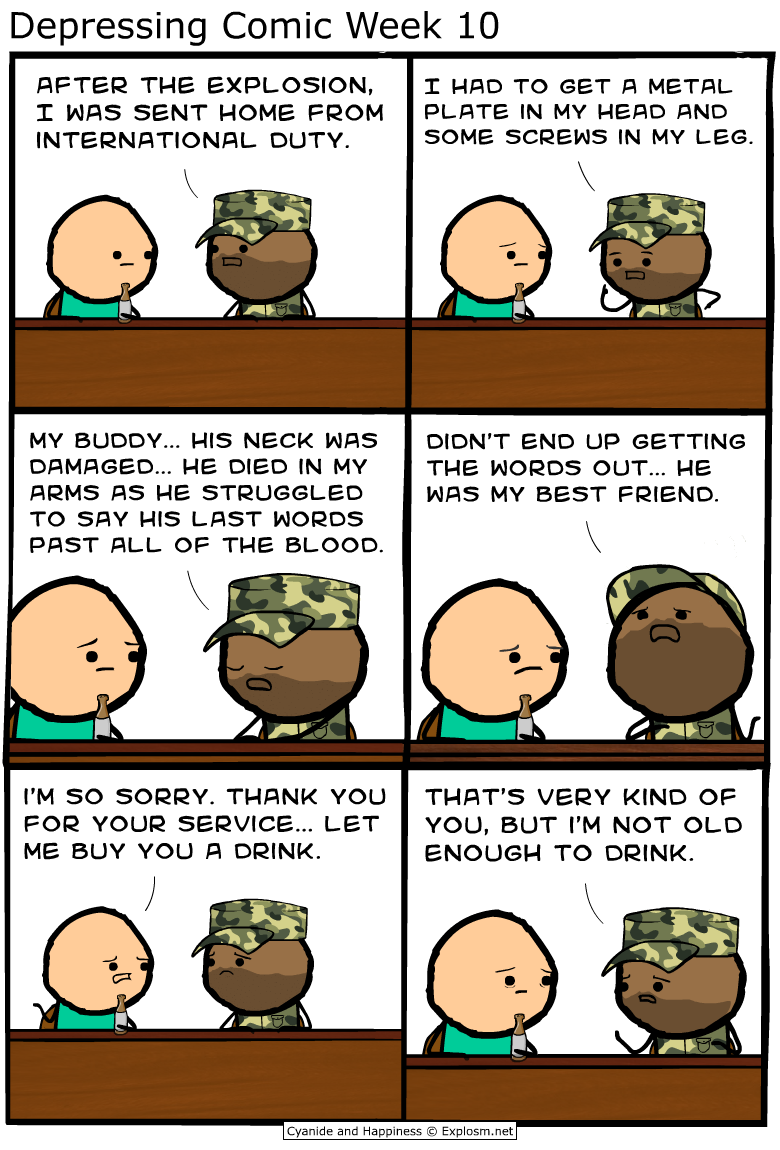 Depressing Comic Week 10
AFTER THE EXPLOSION,
I WAS SENT HOME FROM
INTERNATIONAL DUTY.
I HAD TO GET A METAL
PLATE IN MY HEAD AND
SOME SCREWS IN MY LEG.
MY BUDDY... HIS NECK WAS
DAMAGED... HE DIED IN MY
ARMS AS HE STRUGGLED
TO SAY HIS LAST WORDS
PAST ALL OF THE BLOOD.
DIDN'T END UP GETTING
THE WORDS OUT... HE
WAS MY BEST FRIEND.
I'M SO SORRY. THANK YOU
FOR YOUR SERVICE... LET
ME BUY YOU A DRINK.
THAT'S VERY KIND OF
YOU, BUT I'M NOT OLD
ENOUGH TO DRINK.
Cyanide and Happiness © Explosm.net